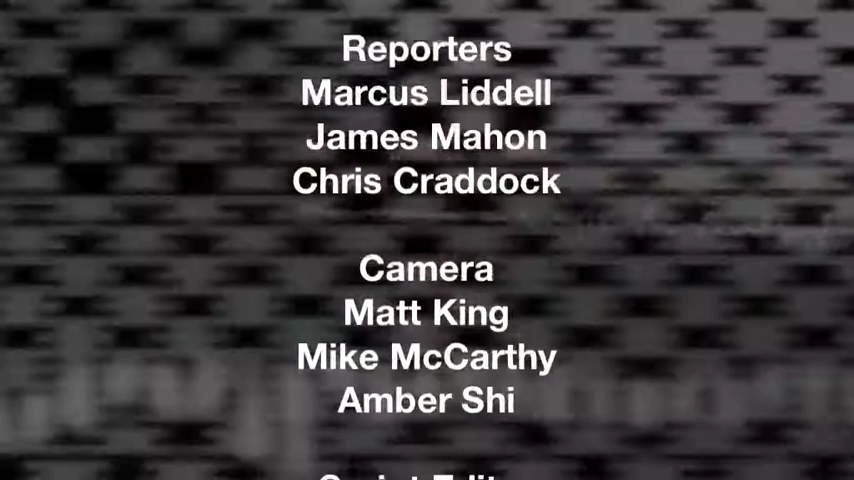 Reporters
Marcus Liddell
James Mahon
Chris Craddock
Camera
Matt King
Mike McCarthy
Amber Shi